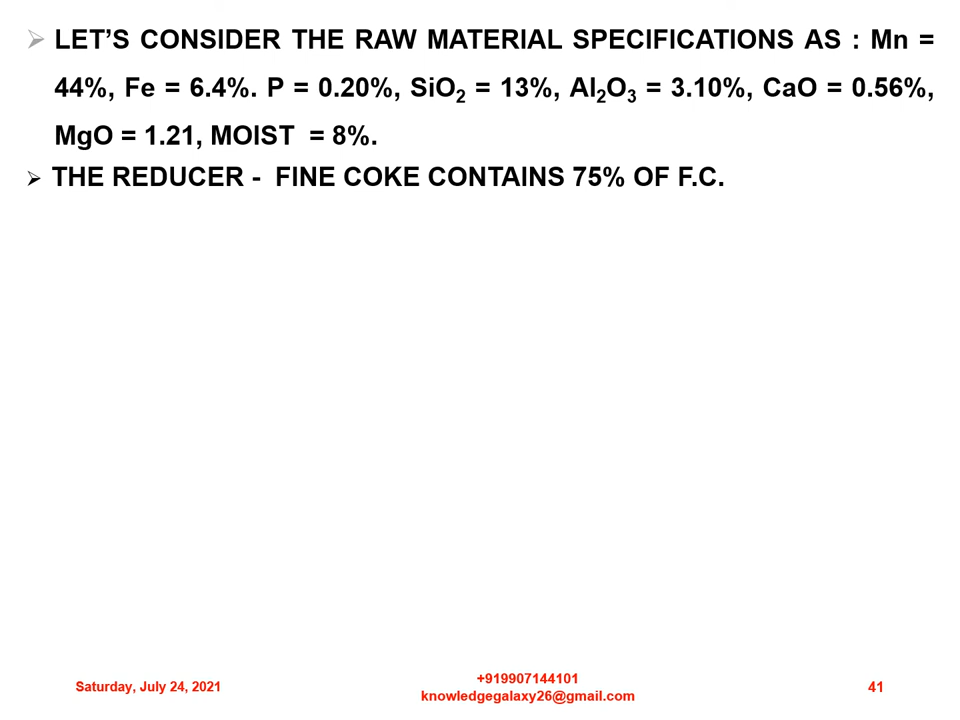 ➢ LET’S CONSIDER THE RAW MATERIAL SPECIFICATIONS AS : Mn =
44%, Fe = 6.4%. P = 0.20%, SiO₂ = 13%, Al₂O₃ = 3.10%, CaO = 0.56%,
MgO = 1.21, MOIST = 8%.
➢ THE REDUCER - FINE COKE CONTAINS 75% OF F.C.
Saturday, July 24, 2021
+919907144101
knowledgegalaxy26@gmail.com
41